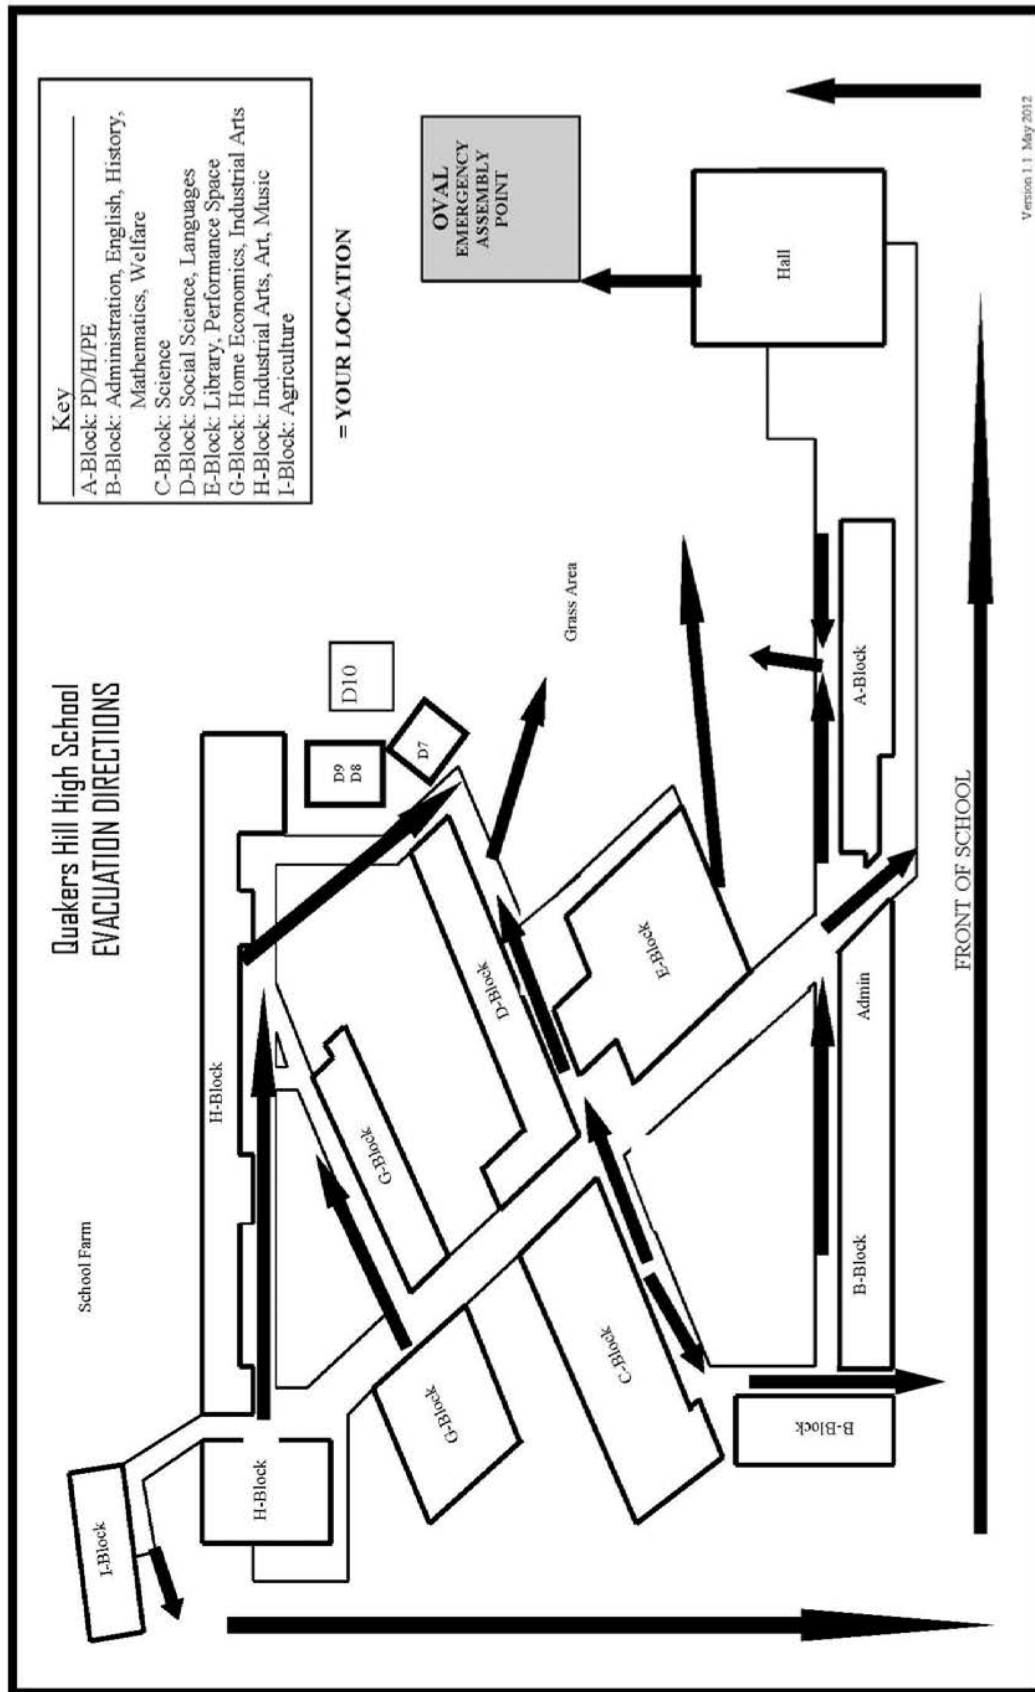 Quakers Hill High School
EVACUATION DIRECTIONS
Key
A-Block: PD/H/PE
B-Block: Administration, English, History,
Mathematics, Welfare
C-Block: Science
D-Block: Social Science, Languages
E-Block: Library, Performance Space
G-Block: Home Economics, Industrial Arts
H-Block: Industrial Arts, Art, Music
I-Block: Agriculture
= YOUR LOCATION
OVAL
EMERGENCY
ASSEMBLY
POINT
School Farm
I-Block
H-Block
H-Block
G-Block
G-Block
D9
D8
D10
D7
D-Block
Grass Area
C-Block
E-Block
B-Block
B-Block
Admin
A-Block
Hall
FRONT OF SCHOOL
Version 1.1 May 2012